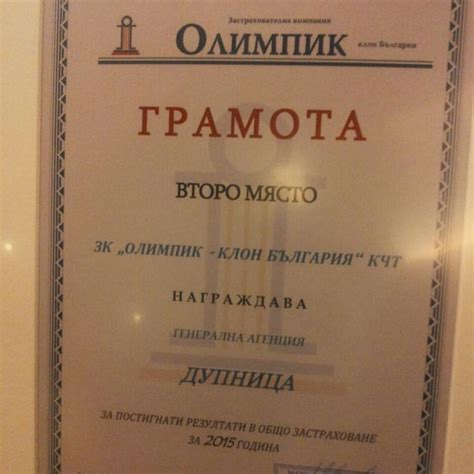 Застрахователна компания
ОЛИМПИК
клон България
ГРАМОТА
ВТОРО МЯСТО
ЗК „ОЛИМПИК - КЛОН БЪЛГАРИЯ“ КЧТ
НАГРАЖДАВА
ГЕНЕРАЛНА АГЕНЦИЯ
ДУПНИЦА
ЗА ПОСТИГНАТИ РЕЗУЛТАТИ В ОБЩО ЗАСТРАХОВАНЕ
ЗА 2015 ГОДИНА